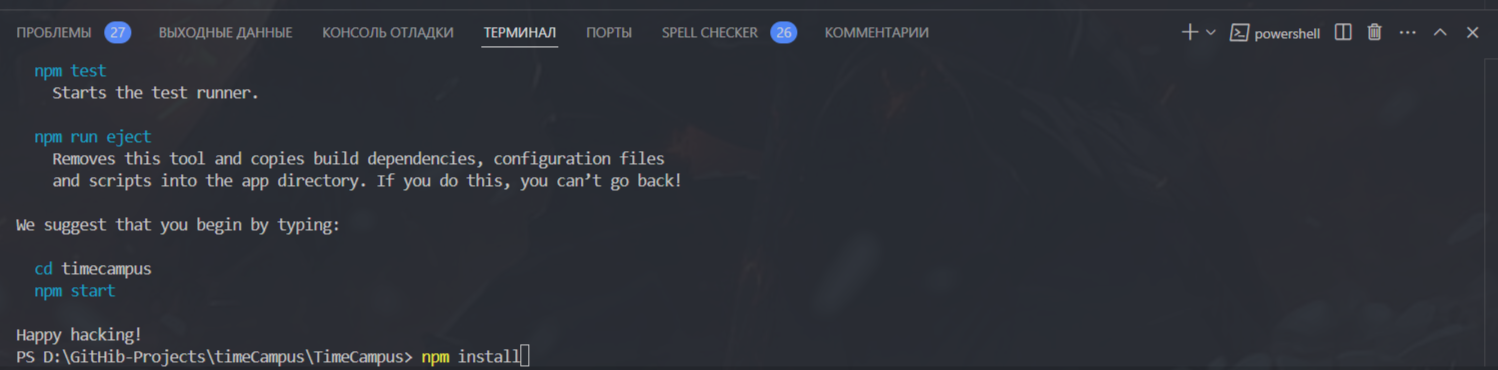 ПРОБЛЕМЫ 27 ВЫХОДНЫЕ ДАННЫЕ КОНСОЛЬ ОТЛАДКИ ТЕРМИНАЛ ПОРТЫ SPELL CHECKER 26 КОММЕНТАРИИ powershell
npm test
Starts the test runner.
npm run eject
Removes this tool and copies build dependencies, configuration files
and scripts into the app directory. If you do this, you can’t go back!
We suggest that you begin by typing:
cd timecampus
npm start
Happy hacking!
PS D:\GitHib-Projects\timeCampus\TimeCampus> npm install